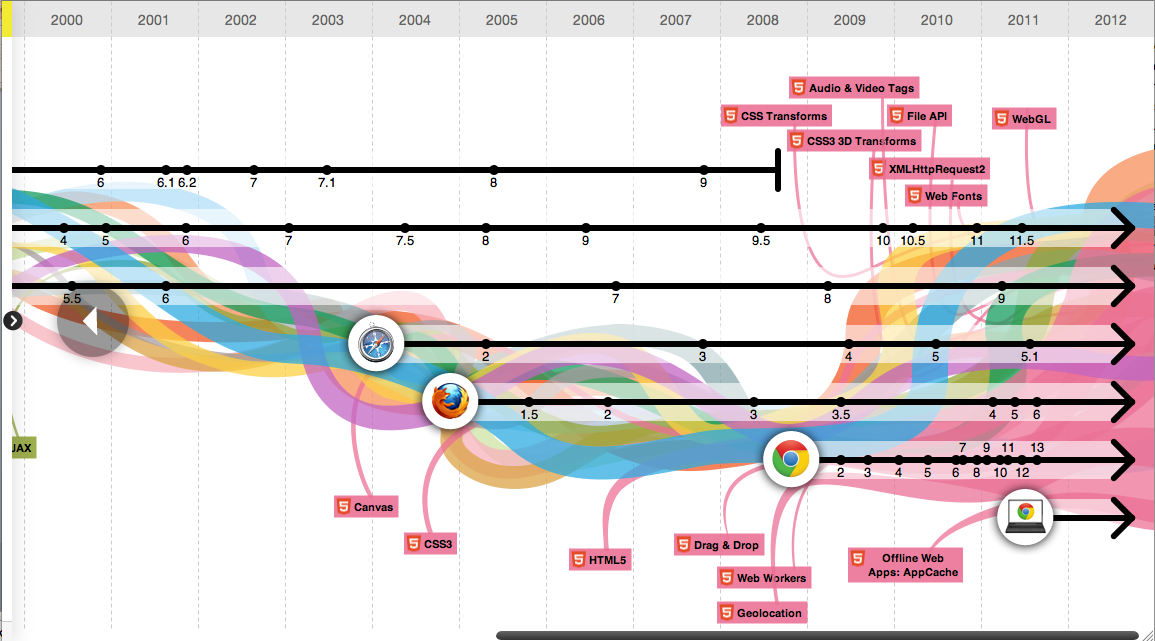 2000 2001 2002 2003 2004 2005 2006 2007 2008 2009 2010 2011 2012
Audio & Video Tags
CSS Transforms
File API
WebGL
CSS3 3D Transforms
XMLHttpRequest2
Web Fonts
6 6.1 6.2 7 7.1 8 9
4 5 6 7 7.5 8 9 9.5 10 10.5 11 11.5
5.5 6 7 8 9
2 3 4 5 5.1
1.5 2 3 3.5 4 5 6
7 9 11 13
2 3 4 5 6 8 10 12
JAX
Canvas
CSS3
HTML5
Drag & Drop
Offline Web
Apps: AppCache
Web Workers
Geolocation